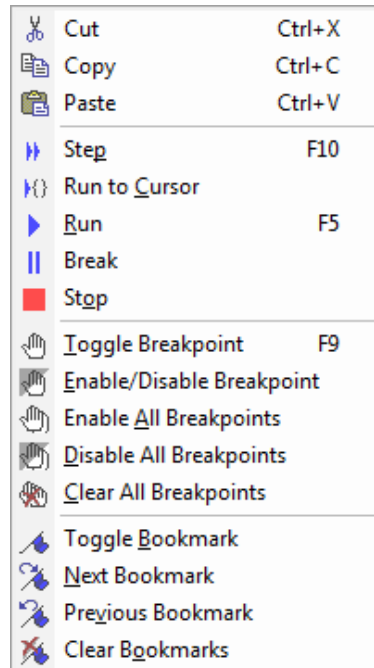 Cut Ctrl+X
Copy Ctrl+C
Paste Ctrl+V
Step F10
Run to Cursor
Run F5
Break
Stop
Toggle Breakpoint F9
Enable/Disable Breakpoint
Enable All Breakpoints
Disable All Breakpoints
Clear All Breakpoints
Toggle Bookmark
Next Bookmark
Previous Bookmark
Clear Bookmarks